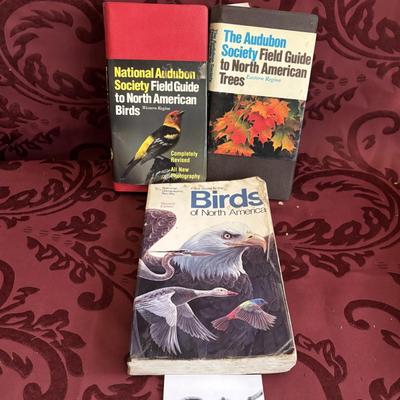 National Audubon
Society Field Guide
to North American
Birds
Western Region
Completely
Revised
All New
Photography
The Audubon
Society Field Guide
to North American
Trees
Eastern Region
Birds
of North America